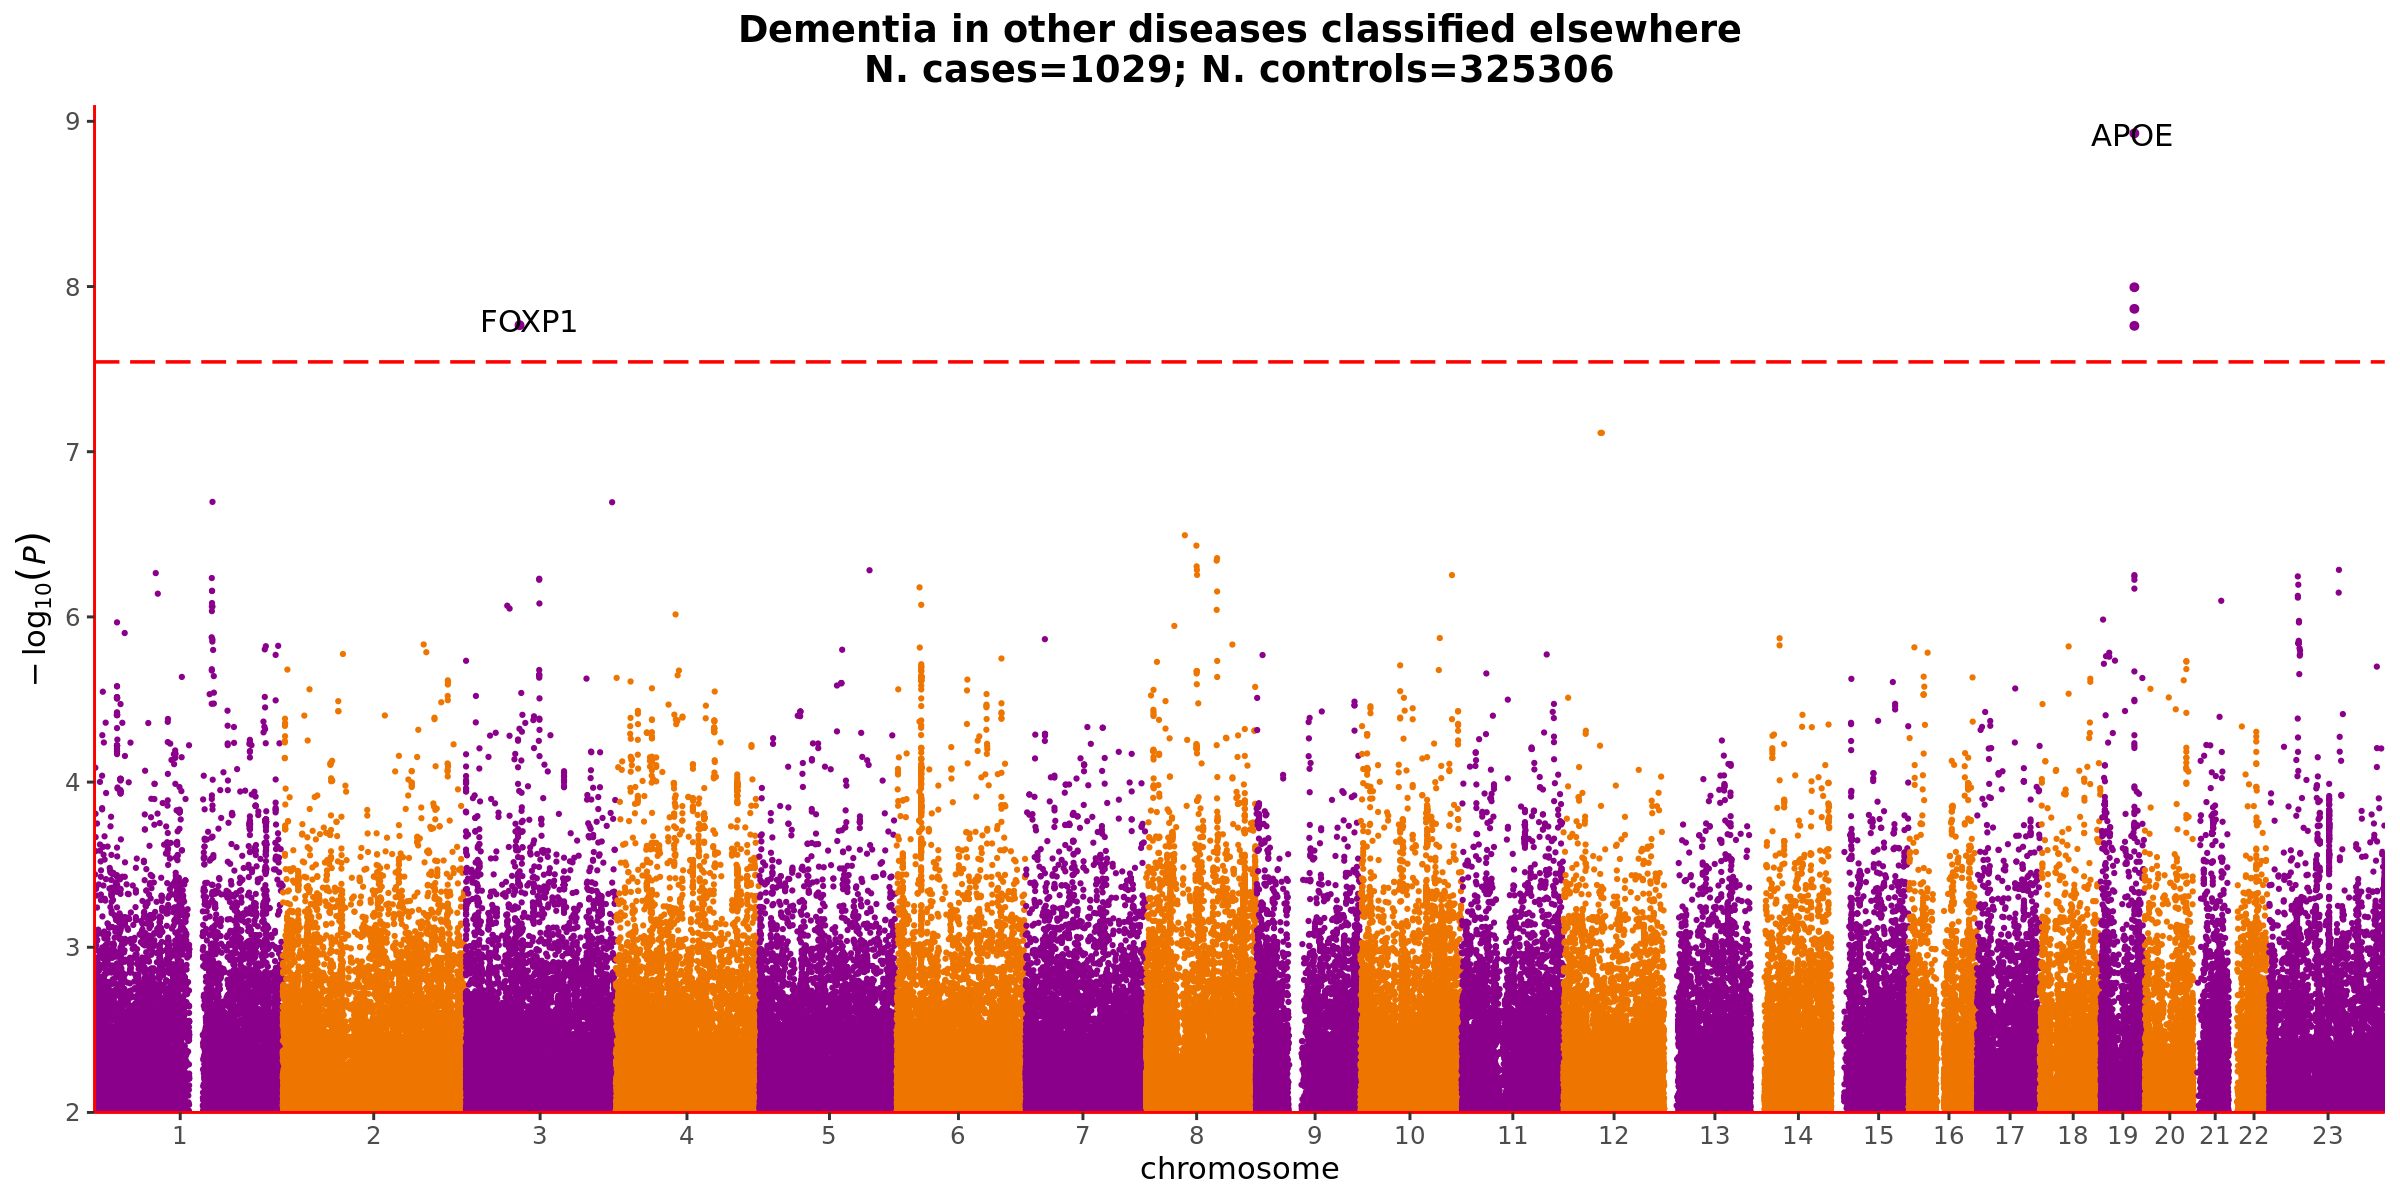 Dementia in other diseases classified elsewhere
N. cases=1029; N. controls=325306
9
APOE
8
FOXP1
7
6
4
3
2
−log₁₀(P)
1 2 3 4 5 6 7 8 9 10 11 12 13 14 15 16 17 18 19 20 21 22 23
chromosome